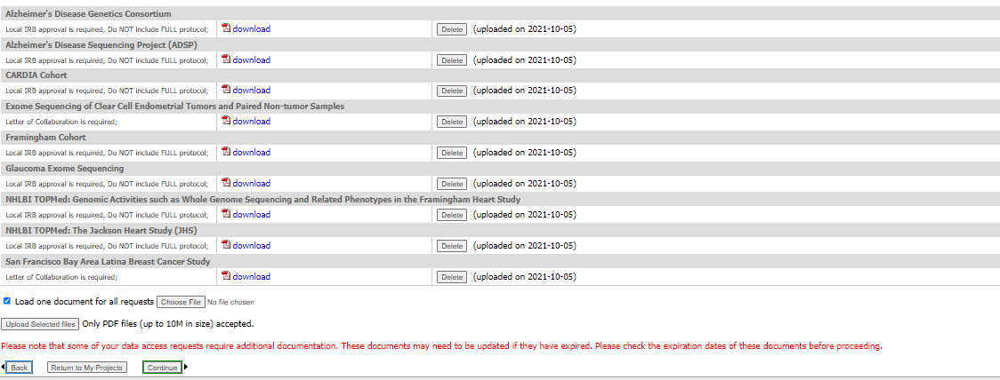 Alzheimer's Disease Genetics Consortium
Local IRB approval is required, Do NOT include FULL protocol; download Delete (uploaded on 2021-10-05)
Alzheimer's Disease Sequencing Project (ADSP)
Local IRB approval is required, Do NOT include FULL protocol; download Delete (uploaded on 2021-10-05)
CARDIA Cohort
Local IRB approval is required, Do NOT include FULL protocol; download Delete (uploaded on 2021-10-05)
Exome Sequencing of Clear Cell Endometrial Tumors and Paired Non-tumor Samples
Letter of Collaboration is required; download Delete (uploaded on 2021-10-05)
Framingham Cohort
Local IRB approval is required, Do NOT include FULL protocol; download Delete (uploaded on 2021-10-05)
Glaucoma Exome Sequencing
Local IRB approval is required, Do NOT include FULL protocol; download Delete (uploaded on 2021-10-05)
NHLBI TOPMed: Genomic Activities such as Whole Genome Sequencing and Related Phenotypes in the Framingham Heart Study
Local IRB approval is required, Do NOT include FULL protocol; download Delete (uploaded on 2021-10-05)
NHLBI TOPMed: The Jackson Heart Study (JHS)
Local IRB approval is required, Do NOT include FULL protocol; download Delete (uploaded on 2021-10-05)
San Francisco Bay Area Latina Breast Cancer Study
Letter of Collaboration is required; download Delete (uploaded on 2021-10-05)
Load one document for all requests Choose File No file chosen
Upload Selected files Only PDF files (up to 10M in size) accepted.
Please note that some of your data access requests require additional documentation. These documents may need to be updated if they have expired. Please check the expiration dates of these documents before proceeding.
Back Return to My Projects Continue